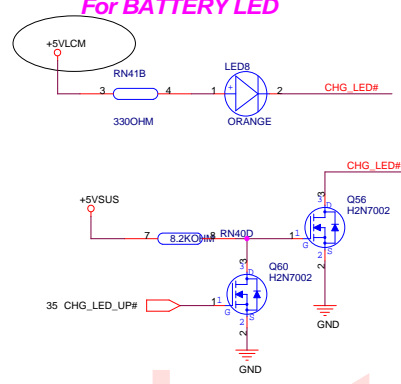 For BATTERY LED
+5VLCM
RN41B
3 4
330OHM
LED8
1 + 2
ORANGE
CHG_LED#
CHG_LED#
+5VSUS
7 8.2KOHM 8 RN40D
Q56
H2N7002
3 D
1 1 G
2 S
2
GND
Q60
H2N7002
3 D
3
35 CHG_LED_UP#
1 1 G
2 S
2
GND